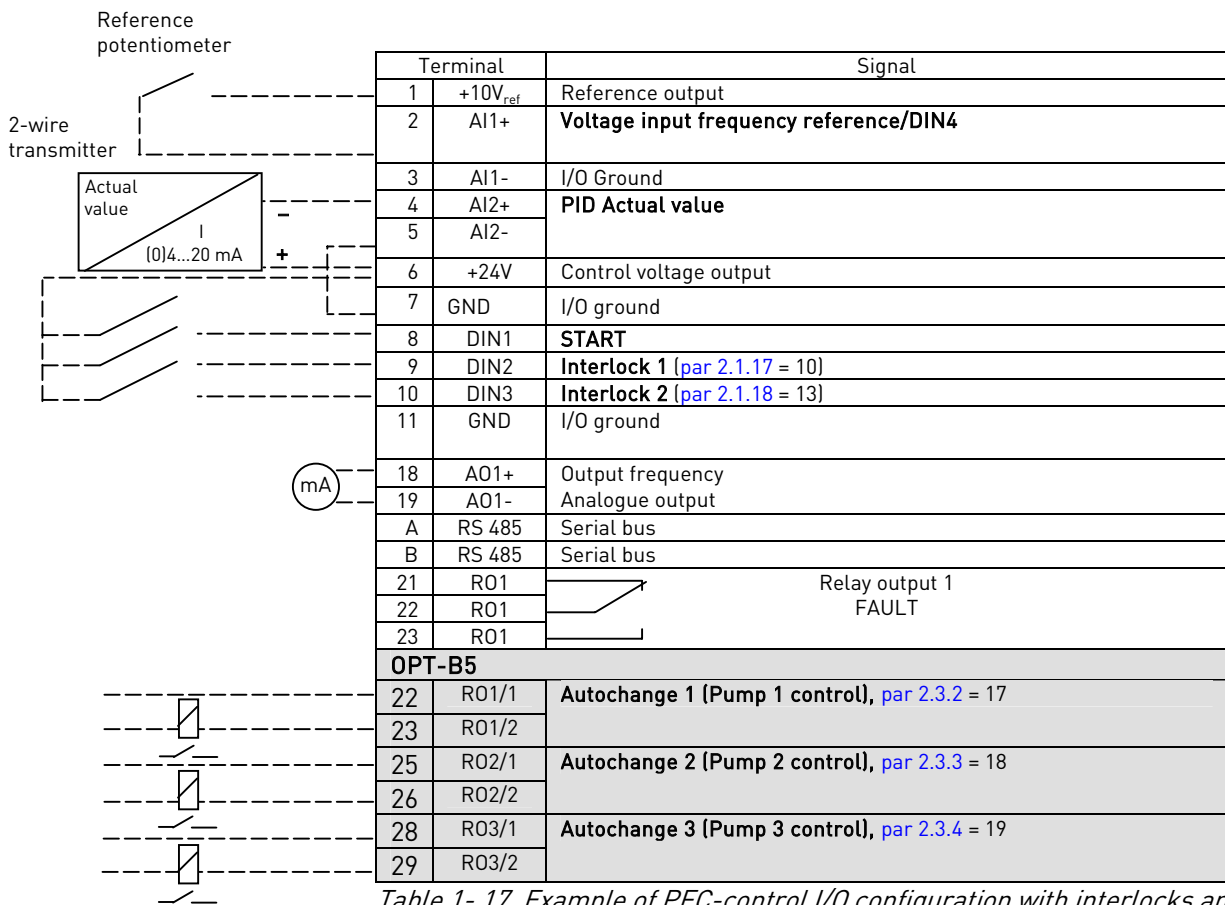 Reference
potentiometer
Terminal Signal
1 +10Vref Reference output
2-wire
transmitter
2 AI1+ Voltage input frequency reference/DIN4
3 AI1- I/O Ground
Actual
value
I
(0)4...20 mA
-
+
4 AI2+ PID Actual value
5 AI2-
6 +24V Control voltage output
7 GND I/O ground
8 DIN1 START
9 DIN2 Interlock 1 (par 2.1.17 = 10)
10 DIN3 Interlock 2 (par 2.1.18 = 13)
11 GND I/O ground
mA
18 AO1+ Output frequency
19 AO1- Analogue output
A RS 485 Serial bus
B RS 485 Serial bus
21 RO1 Relay output 1
22 RO1 FAULT
23 RO1
OPT-B5
22 RO1/1 Autochange 1 (Pump 1 control), par 2.3.2 = 17
23 RO1/2
25 RO2/1 Autochange 2 (Pump 2 control), par 2.3.3 = 18
26 RO2/2
28 RO3/1 Autochange 3 (Pump 3 control), par 2.3.4 = 19
29 RO3/2
Table 1- 17. Example of PFC-control I/O configuration with interlocks an